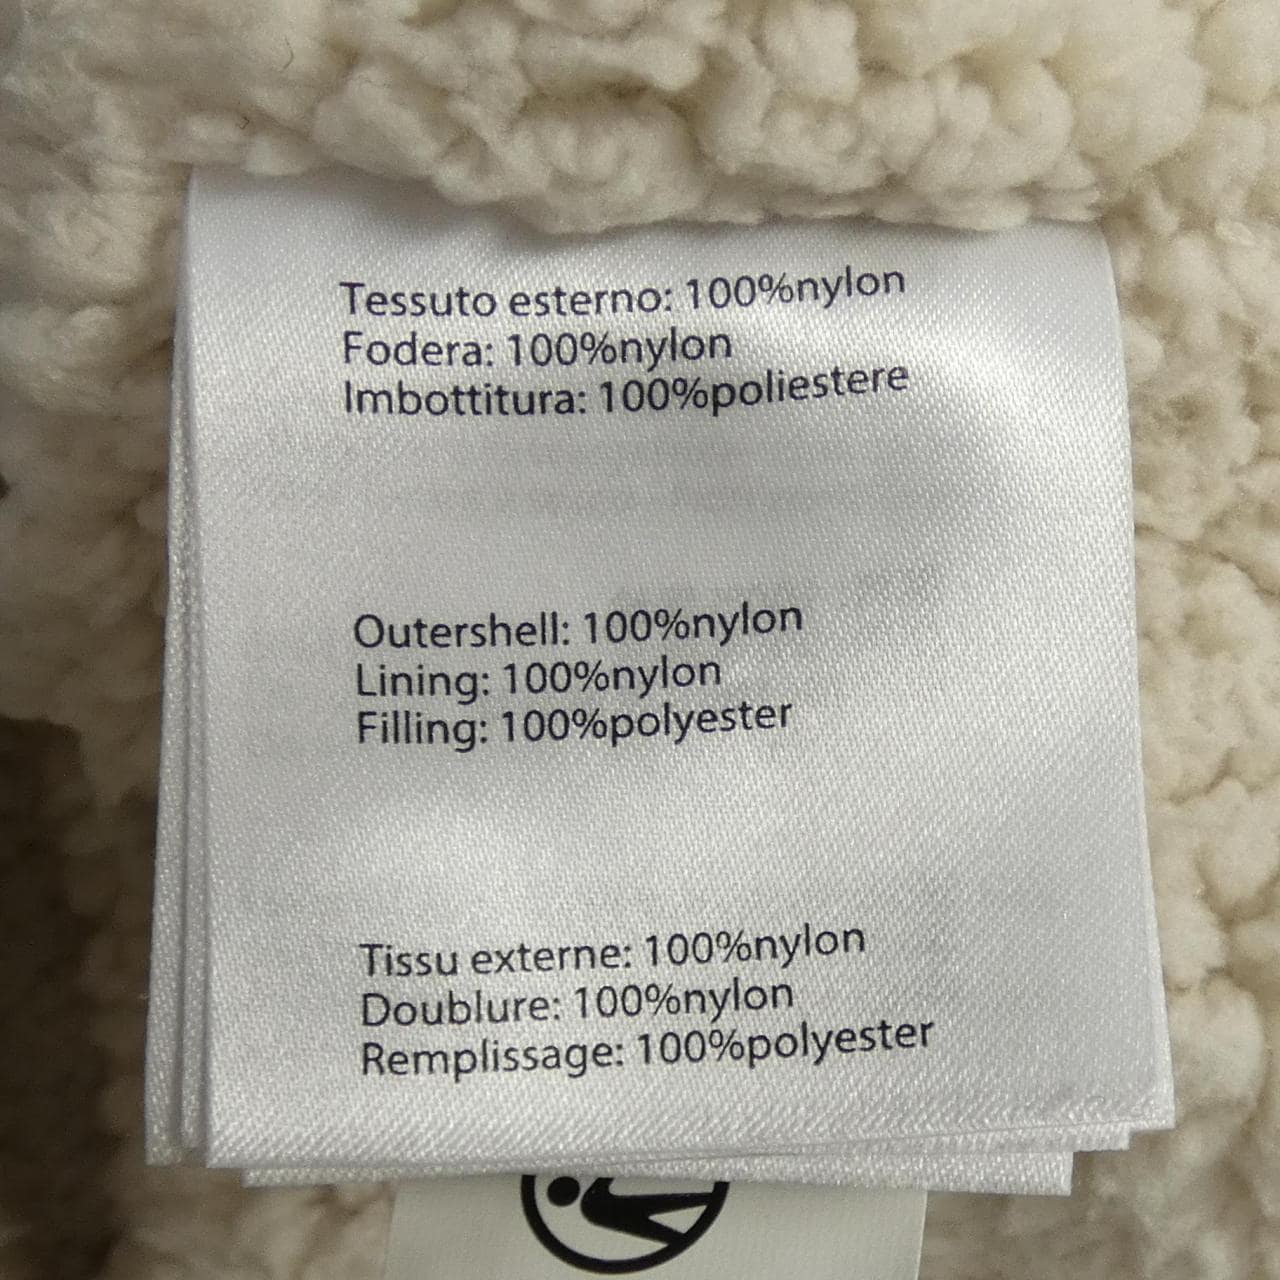 Tessuto esterno: 100%nylon
Fodera: 100%nylon
Imbottitura: 100%poliestere
Outershell: 100%nylon
Lining: 100%nylon
Filling: 100%polyester
Tissu externe: 100%nylon
Doublure: 100%nylon
Remplissage: 100%polyester